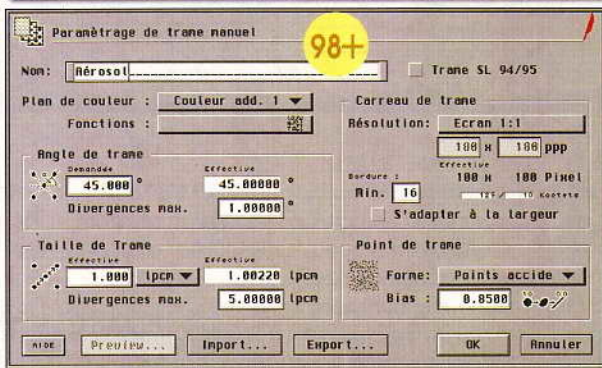 Paramètrage de trame manuel
98+
Nom: Aérosol
Trame SL 94/95
Plan de couleur : Couleur add. 1
Fonctions :
Angle de trame
Demandée Effective
45.000 ° 45.00000 °
Divergences max. 1.00000 °
Taille de Trame
Effective Effective
1.000 lpcm 1.00220 lpcm
Divergences max. 5.00000 lpcm
Carreau de trame
Résolution: Ecran 1:1
100 x 100 ppp
Effective
Bordure : 100 x 100 Pixel
Min. 16
S'adapter à la largeur
Point de trame
Forme: Points accide
Bias : 0.8500
AIDE Preview... Import... Export... OK Annuler